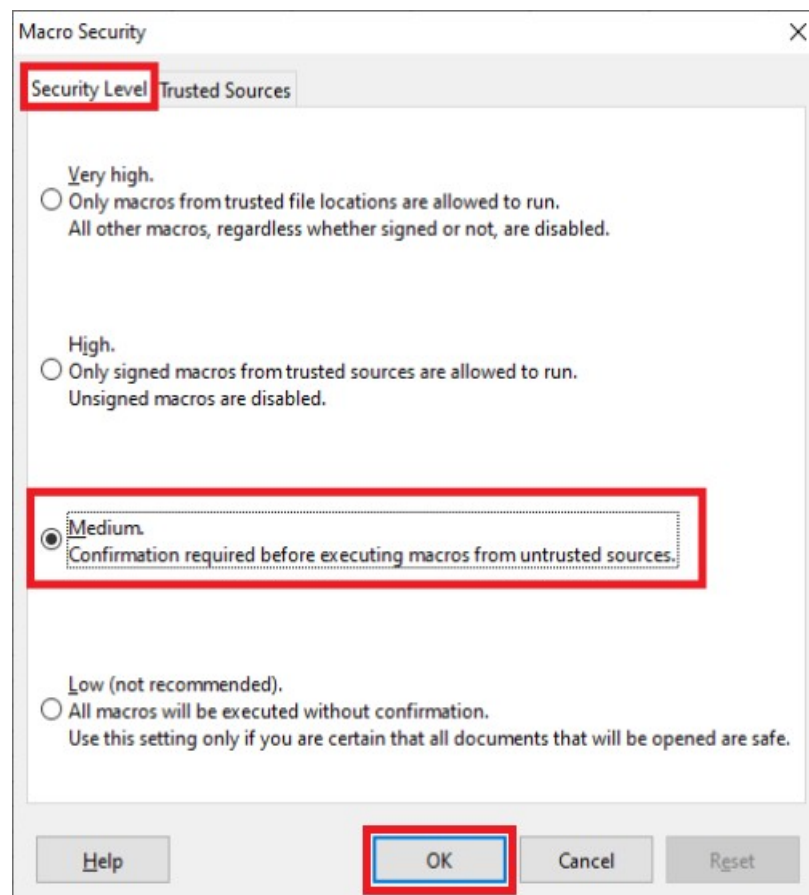 Macro Security
Security Level Trusted Sources
Very high.
Only macros from trusted file locations are allowed to run.
All other macros, regardless whether signed or not, are disabled.
High.
Only signed macros from trusted sources are allowed to run.
Unsigned macros are disabled.
Medium.
Confirmation required before executing macros from untrusted sources.
Low (not recommended).
All macros will be executed without confirmation.
Use this setting only if you are certain that all documents that will be opened are safe.
Help OK Cancel Reset